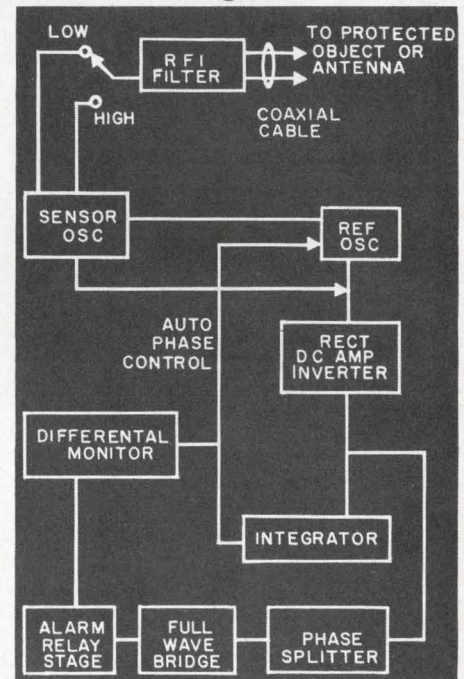 LOW
TO PROTECTED
OBJECT OR
ANTENNA
RFI
FILTER
HIGH
COAXIAL
CABLE
SENSOR
OSC
REF
OSC
AUTO
PHASE
CONTROL
RECT
DC AMP
INVERTER
DIFFERENTAL
MONITOR
INTEGRATOR
ALARM
RELAY
STAGE
FULL
WAVE
BRIDGE
PHASE
SPLITTER